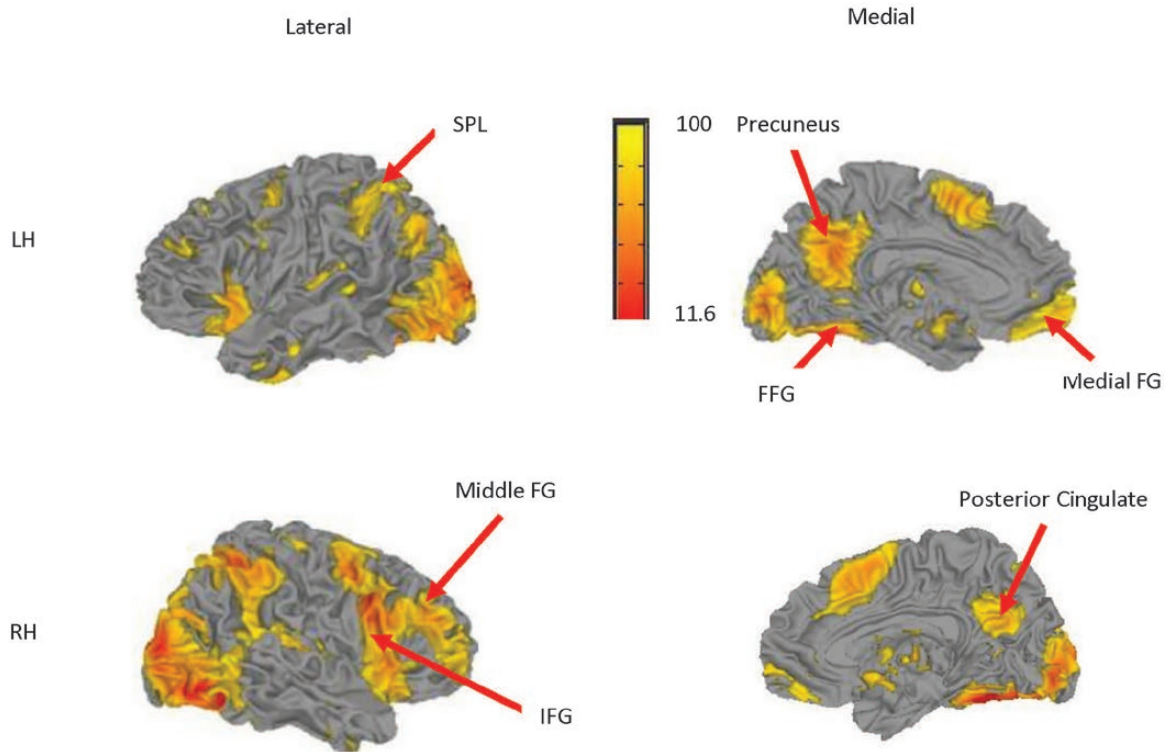 Lateral
Medial
SPL
100
Precuneus
LH
11.6
FFG
Medial FG
Middle FG
Posterior Cingulate
RH
IFG